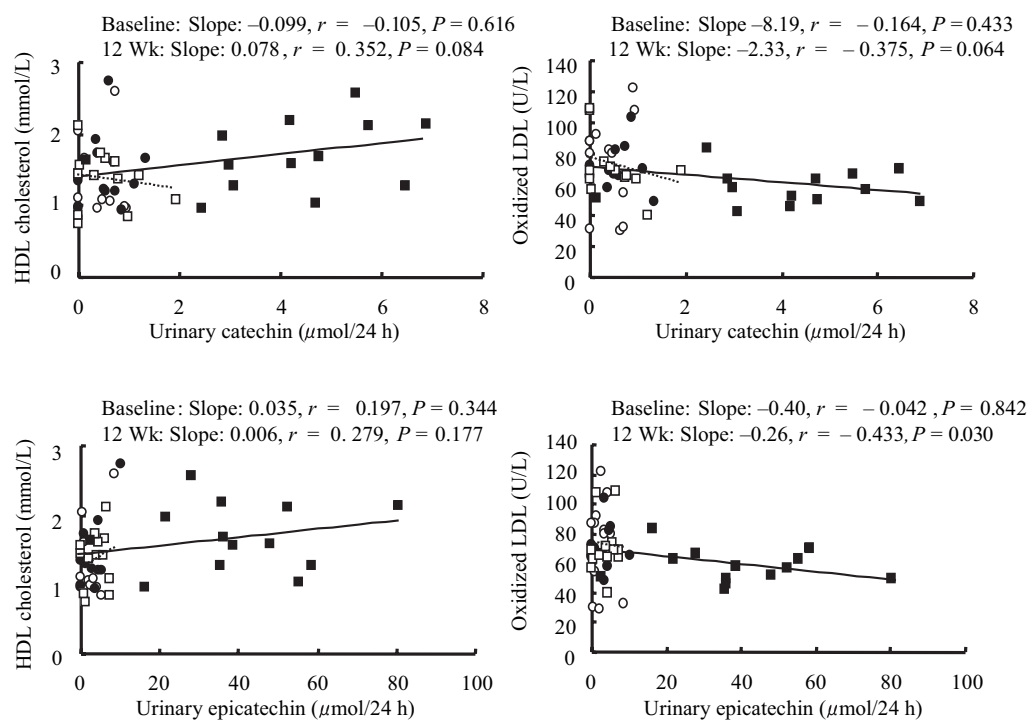 Baseline: Slope: –0.099, r = –0.105, P = 0.616
12 Wk: Slope: 0.078, r = 0.352, P = 0.084
HDL cholesterol (mmol/L)
3
2
1
0
0 2 4 6 8
Urinary catechin (µmol/24 h)
Baseline: Slope -8.19, r = - 0.164, P = 0.433
12 Wk: Slope: –2.33, r = – 0.375, P = 0.064
Oxidized LDL (U/L)
140
120
100
80
60
40
20
0
0 2 4 6 8
Urinary catechin (µmol/24 h)
Baseline: Slope: 0.035, r = 0.197, P = 0.344
12 Wk: Slope: 0.006, r = 0.279, P = 0.177
HDL cholesterol (mmol/L)
3
2
1
0
0 20 40 60 80 100
Urinary epicatechin (µmol/24 h)
Baseline: Slope: –0.40, r = - 0.042 , P = 0.842
12 Wk: Slope: –0.26, r = – 0.433, P = 0.030
Oxidized LDL (U/L)
140
120
100
80
60
40
20
0
0 20 40 60 80 100
Urinary epicatechin (µmol/24 h)